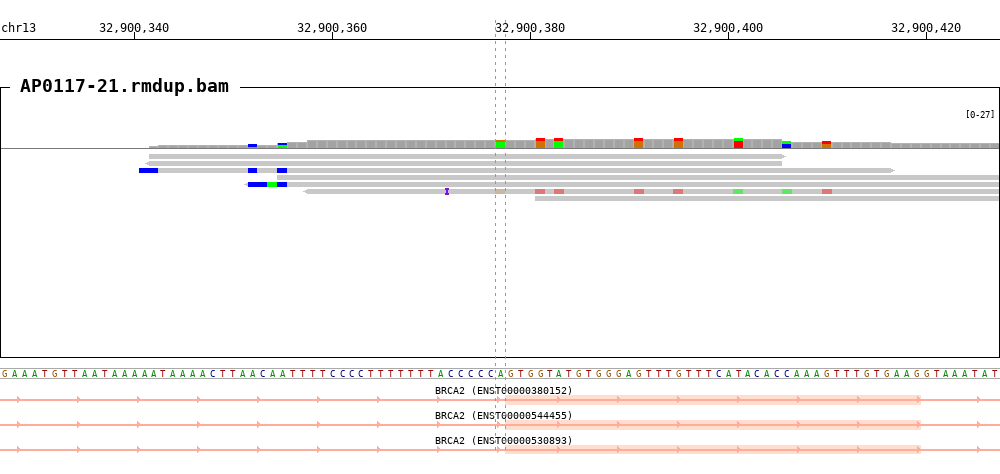 chr13 32,900,340 32,900,360 32,900,380 32,900,400 32,900,420
AP0117-21.rmdup.bam
[0-27]
GAAATGTTAATAAAAATAAAACTTAACAATTTTCCCCTTTTTTTACCCCCAGTGGTATGTGGGAGTTTGTTTCATACACCAAAGTTTGTGAAGGTAAATAT
BRCA2 (ENST00000380152)
BRCA2 (ENST00000544455)
BRCA2 (ENST00000530893)